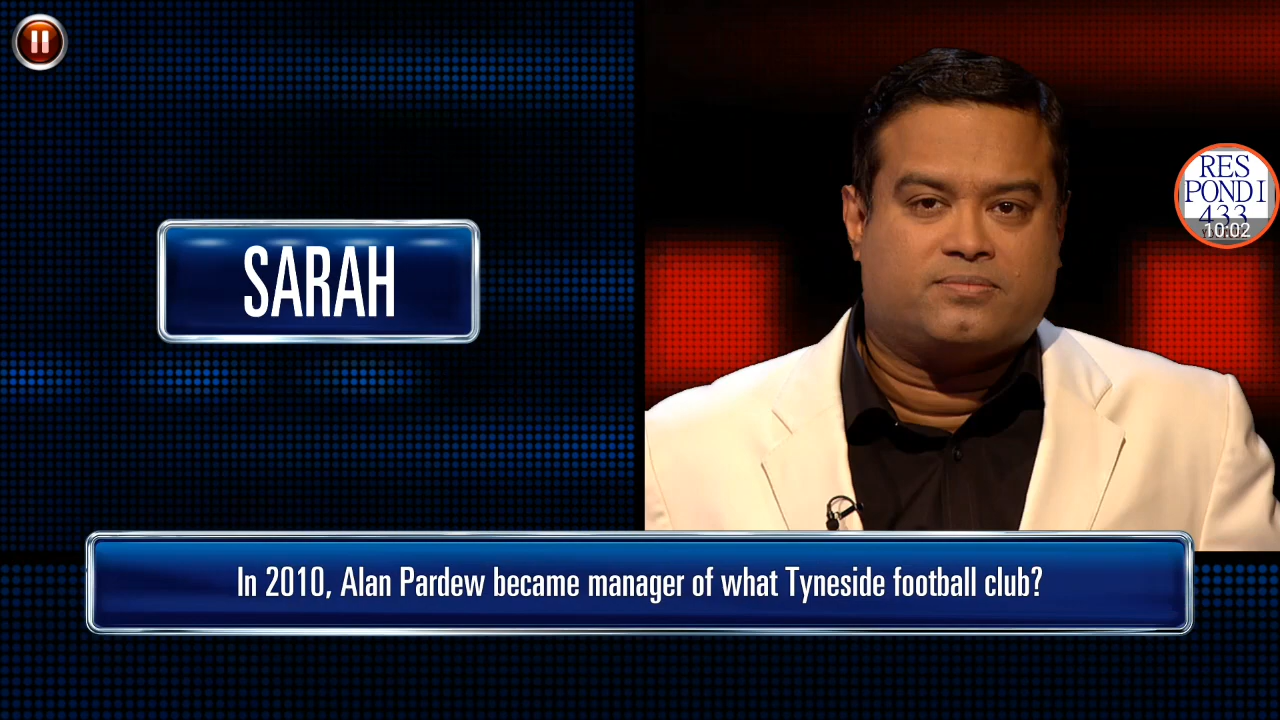 SARAH
RES
POND I
433
10:02
In 2010, Alan Pardew became manager of what Tyneside football club?